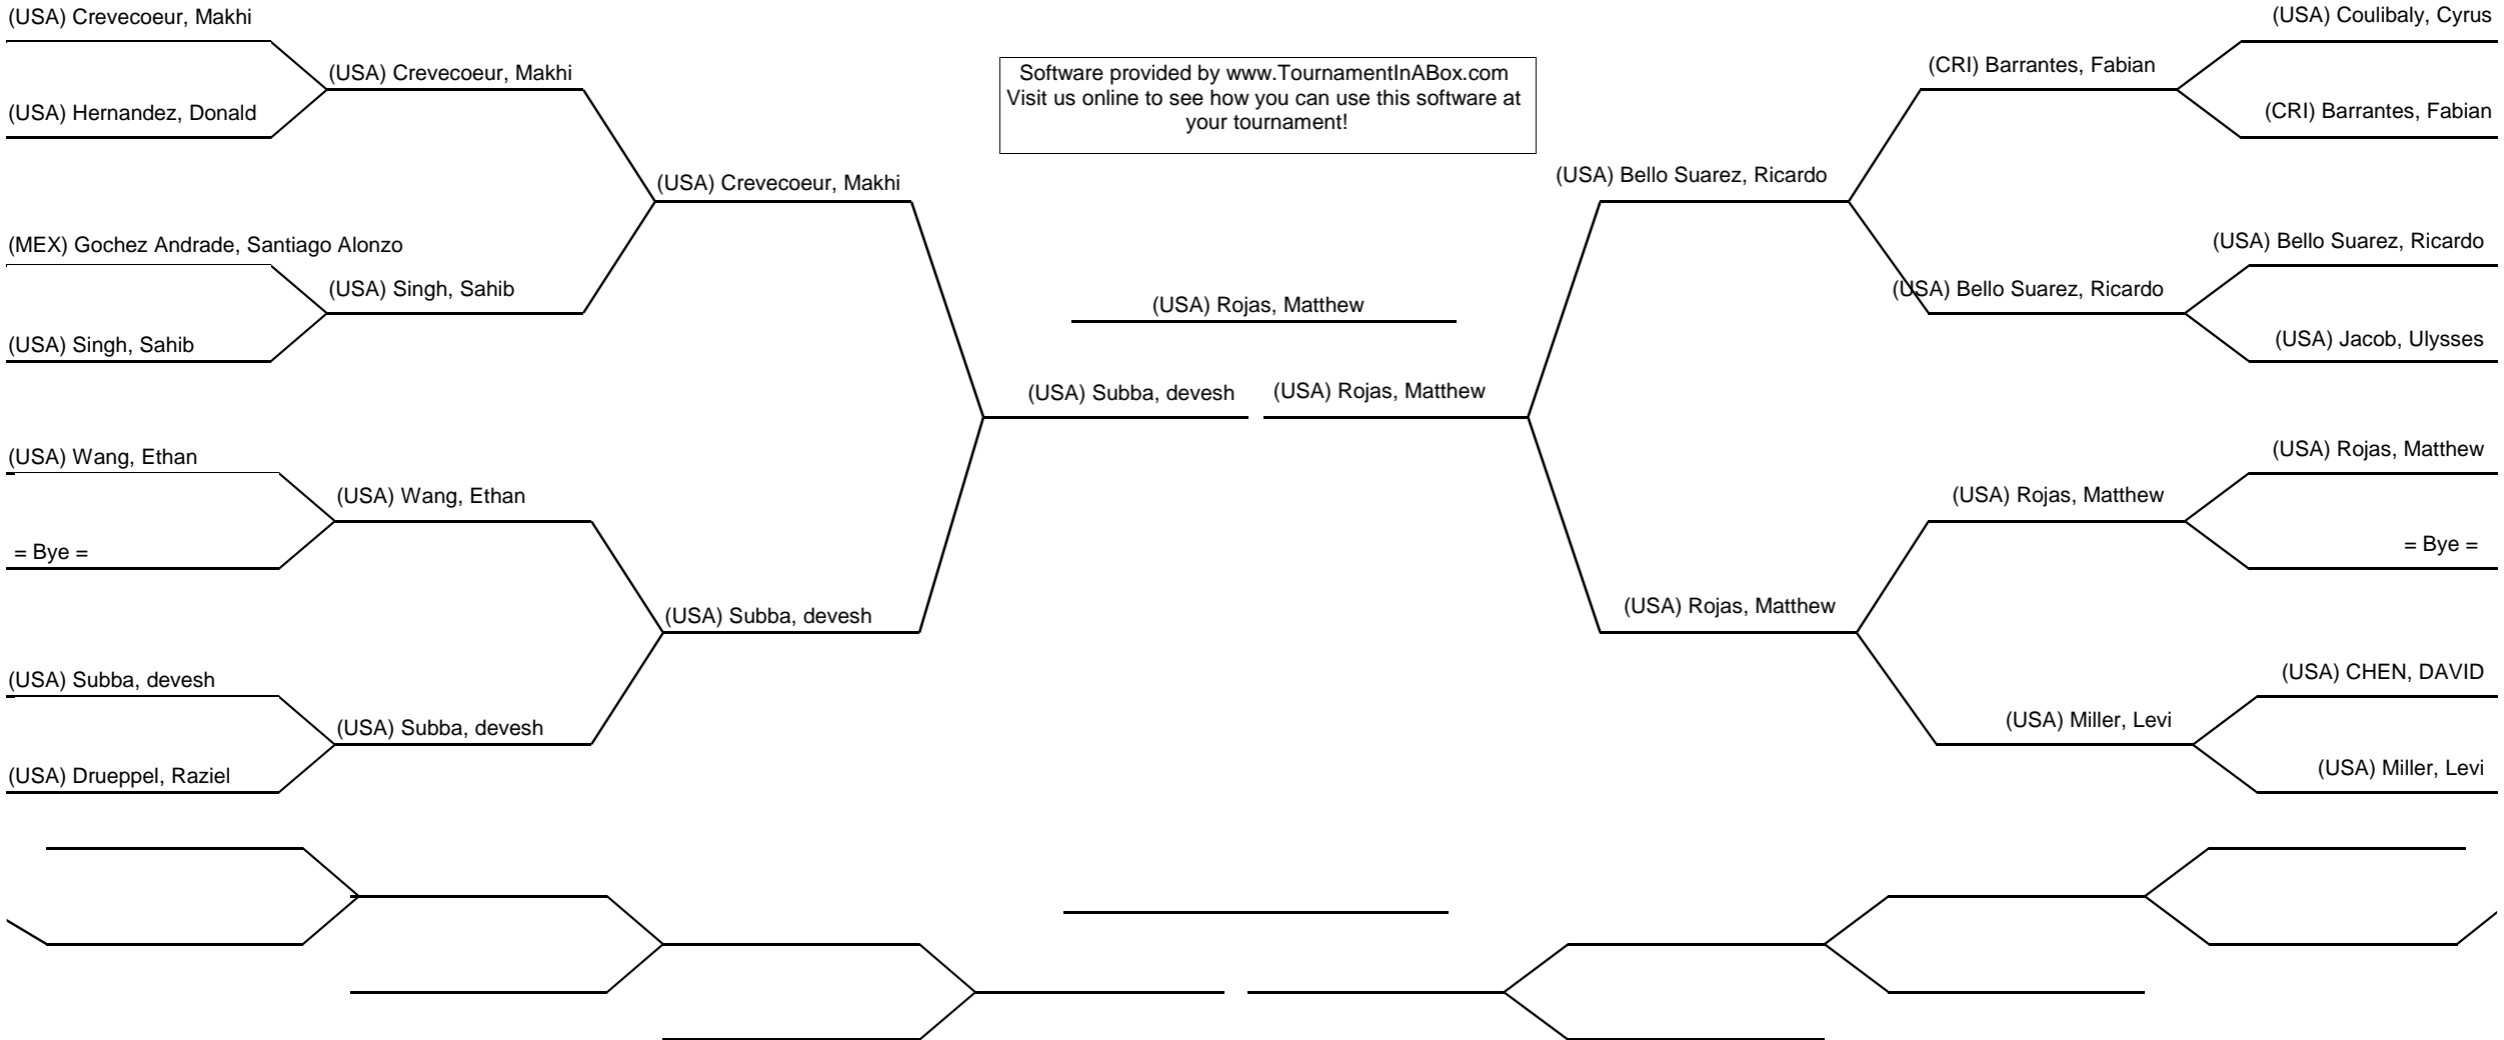 (USA) Crevecoeur, Makhi
(USA) Hernandez, Donald
(MEX) Gochez Andrade, Santiago Alonzo
(USA) Singh, Sahib
(USA) Wang, Ethan
= Bye =
(USA) Subba, devesh
(USA) Drueppel, Raziel
(USA) Crevecoeur, Makhi
(USA) Singh, Sahib
(USA) Wang, Ethan
(USA) Subba, devesh
(USA) Crevecoeur, Makhi
(USA) Subba, devesh
Software provided by www.TournamentInABox.com
Visit us online to see how you can use this software at
your tournament!
(USA) Rojas, Matthew
(USA) Subba, devesh
(USA) Rojas, Matthew
(USA) Bello Suarez, Ricardo
(USA) Rojas, Matthew
(CRI) Barrantes, Fabian
(USA) Bello Suarez, Ricardo
(USA) Rojas, Matthew
(USA) Miller, Levi
(USA) Coulibaly, Cyrus
(CRI) Barrantes, Fabian
(USA) Bello Suarez, Ricardo
(USA) Jacob, Ulysses
(USA) Rojas, Matthew
= Bye =
(USA) CHEN, DAVID
(USA) Miller, Levi